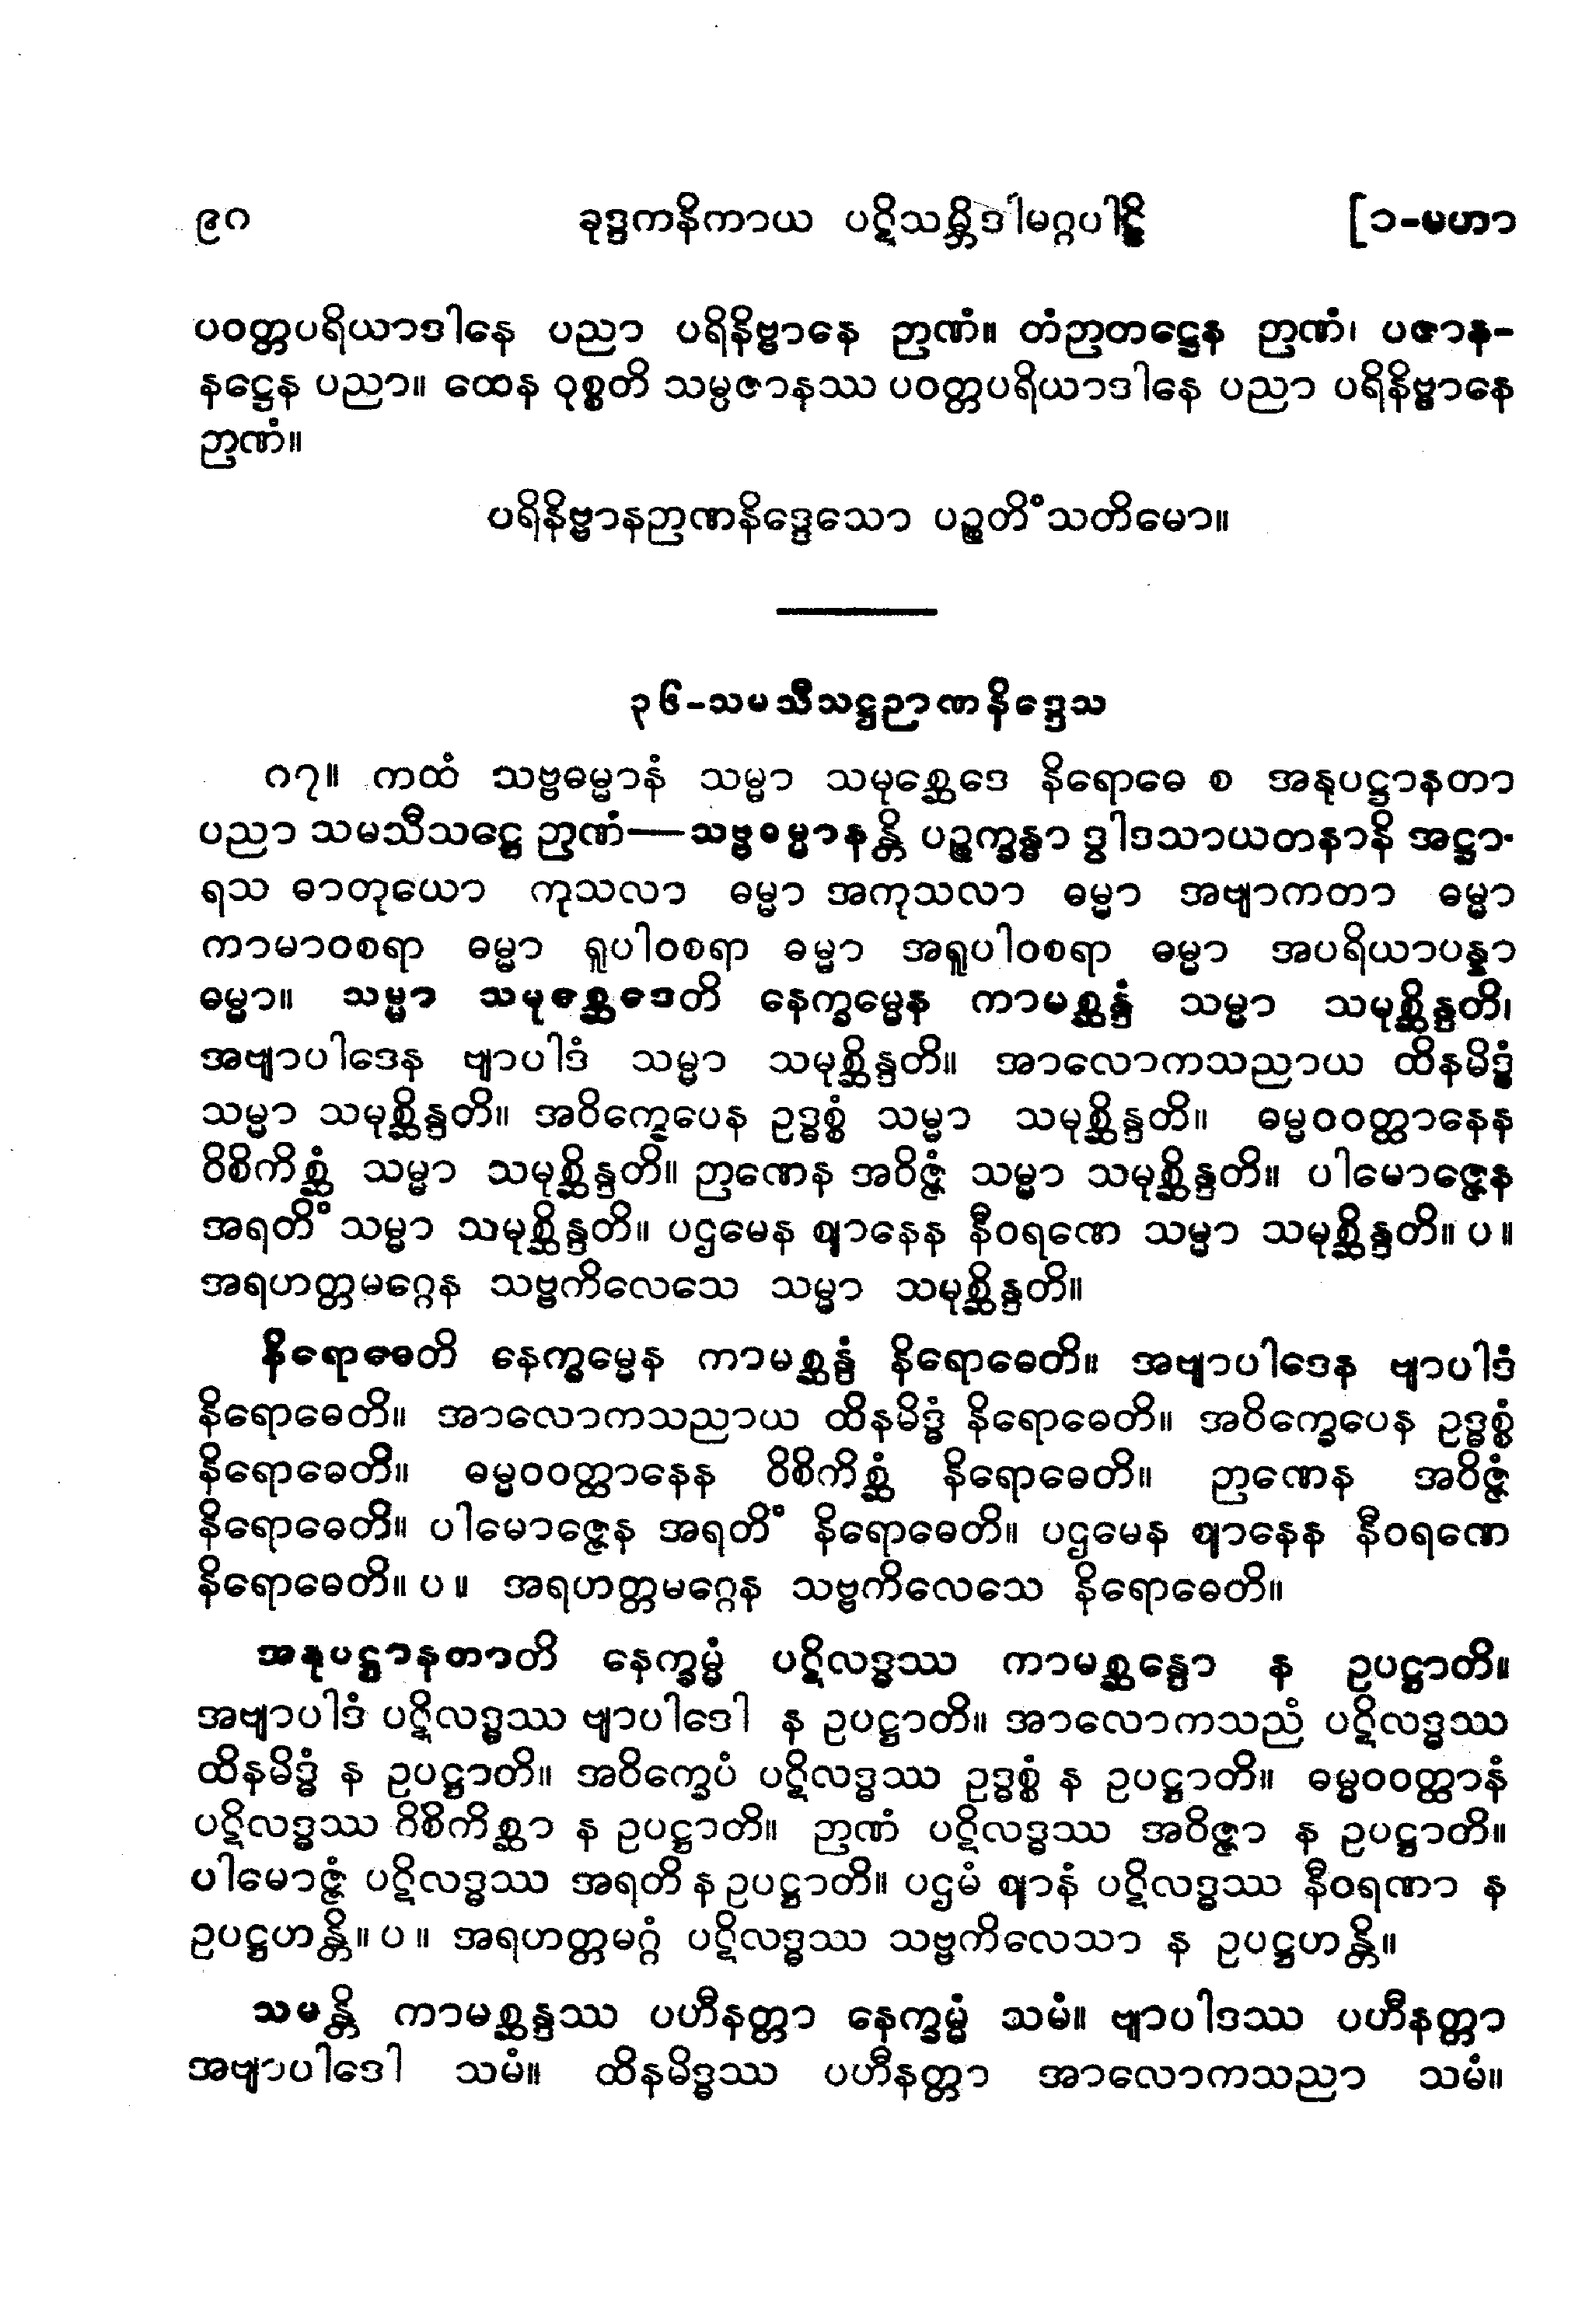 ၉၈ ခုဒ္ဒကနိကာယ ပဋိသမ္ဘိဒါမဂ္ဂပါဠိ [၁-မဟာ
ပဝတ္တပရိယာဒါနေ ပညာ ပရိနိဗ္ဗာနေ ဉာဏံ။ တံဉာတဋ္ဌေန ဉာဏံ၊ ပဇာန-
နဋ္ဌေန ပညာ။ ထေန ဝုစ္စတိ သမ္ပဇာနဿ ပဝတ္တပရိယာဒါနေ ပညာ ပရိနိဗ္ဗာနေ
ဉာဏံ။
ပရိနိဗ္ဗာနဉာဏနိဒ္ဒေသော ပဉ္စတိံသတိမော။
၃၆-သမသီသဋ္ဌဉာဏနိဒ္ဒေသ
၈၇။ ကထံ သဗ္ဗဓမ္မာနံ သမ္မာ သမုစ္ဆေဒေ နိရောဓေ စ အနုပဋ္ဌာနတာ
ပညာ သမသီသဋ္ဌေ ဉာဏံ—သဗ္ဗဓမ္မာနန္တိ ပဉ္စက္ခန္ဓာ ဒွါဒသာယတနာနိ အဋ္ဌာ-
ရသ ဓာတုယော ကုသလာ ဓမ္မာ အကုသလာ ဓမ္မာ အဗျာကတာ ဓမ္မာ
ကာမာဝစရာ ဓမ္မာ ရူပါဝစရာ ဓမ္မာ အရူပါဝစရာ ဓမ္မာ အပရိယာပန္နာ
ဓမ္မာ။ သမ္မာ သမုစ္ဆေဒေတိ နေက္ခမ္မေန ကာမစ္ဆန္ဒံ သမ္မာ သမုစ္ဆိန္ဒတိ၊
အဗျာပါဒေန ဗျာပါဒံ သမ္မာ သမုစ္ဆိန္ဒတိ။ အာလောကသညာယ ထိနမိဒ္ဓံ
သမ္မာ သမုစ္ဆိန္ဒတိ။ အဝိက္ခေပေန ဥဒ္ဓစ္စံ သမ္မာ သမုစ္ဆိန္ဒတိ။ ဓမ္မဝဝတ္ထာနေန
ဝိစိကိစ္ဆံ သမ္မာ သမုစ္ဆိန္ဒတိ။ ဉာဏေန အဝိဇ္ဇံ သမ္မာ သမုစ္ဆိန္ဒတိ။ ပါမောဇ္ဇေန
အရတိံ သမ္မာ သမုစ္ဆိန္ဒတိ။ ပဌမေန ဈာနေန နီဝရဏေ သမ္မာ သမုစ္ဆိန္ဒတိ။ ပ။
အရဟတ္တမဂ္ဂေန သဗ္ဗကိလေသေ သမ္မာ သမုစ္ဆိန္ဒတိ။
နိရောဓေတိ နေက္ခမ္မေန ကာမစ္ဆန္ဒံ နိရောဓေတိ။ အဗျာပါဒေန ဗျာပါဒံ
နိရောဓေတိ။ အာလောကသညာယ ထိနမိဒ္ဓံ နိရောဓေတိ။ အဝိက္ခေပေန ဥဒ္ဓစ္စံ
နိရောဓေတိ။ ဓမ္မဝဝတ္ထာနေန ဝိစိကိစ္ဆံ နိရောဓေတိ။ ဉာဏေန အဝိဇ္ဇံ
နိရောဓေတိ။ ပါမောဇ္ဇေန အရတိံ နိရောဓေတိ။ ပဌမေန ဈာနေန နီဝရဏေ
နိရောဓေတိ။ ပ။ အရဟတ္တမဂ္ဂေန သဗ္ဗကိလေသေ နိရောဓေတိ။
အနုပဋ္ဌာနတာတိ နေက္ခမ္မံ ပဋိလဒ္ဓဿ ကာမစ္ဆန္ဒော န ဥပဋ္ဌာတိ။
အဗျာပါဒံ ပဋိလဒ္ဓဿ ဗျာပါဒေါ န ဥပဋ္ဌာတိ။ အာလောကသညံ ပဋိလဒ္ဓဿ
ထိနမိဒ္ဓံ န ဥပဋ္ဌာတိ။ အဝိက္ခေပံ ပဋိလဒ္ဓဿ ဥဒ္ဓစ္စံ န ဥပဋ္ဌာတိ။ ဓမ္မဝဝတ္ထာနံ
ပဋိလဒ္ဓဿ ဝိစိကိစ္ဆာ န ဥပဋ္ဌာတိ။ ဉာဏံ ပဋိလဒ္ဓဿ အဝိဇ္ဇာ န ဥပဋ္ဌာတိ။
ပါမောဇ္ဇံ ပဋိလဒ္ဓဿ အရတိ န ဥပဋ္ဌာတိ။ ပဌမံ ဈာနံ ပဋိလဒ္ဓဿ နီဝရဏာ န
ဥပဋ္ဌဟန္တိ။ ပ။ အရဟတ္တမဂ္ဂံ ပဋိလဒ္ဓဿ သဗ္ဗကိလေသာ န ဥပဋ္ဌဟန္တိ။
သမန္တိ ကာမစ္ဆန္ဒဿ ပဟီနတ္တာ နေက္ခမ္မံ သမံ။ ဗျာပါဒဿ ပဟီနတ္တာ
အဗျာပါဒေါ သမံ။ ထိနမိဒ္ဓဿ ပဟီနတ္တာ အာလောကသညာ သမံ။